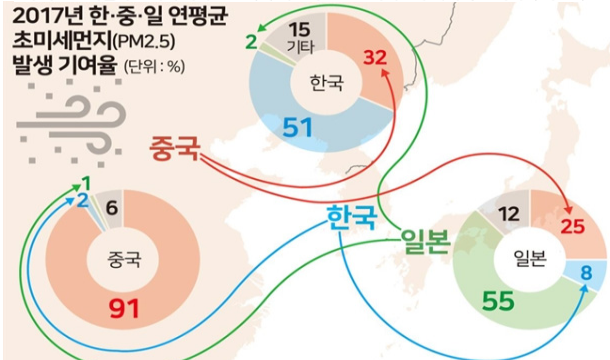 2017년 한·중·일 연평균
초미세먼지(PM2.5)
발생 기여율 (단위 : %)
15
기타
2
32
한국
51
중국
1
2
6
중국
91
한국
일본
12
25
일본
8
55